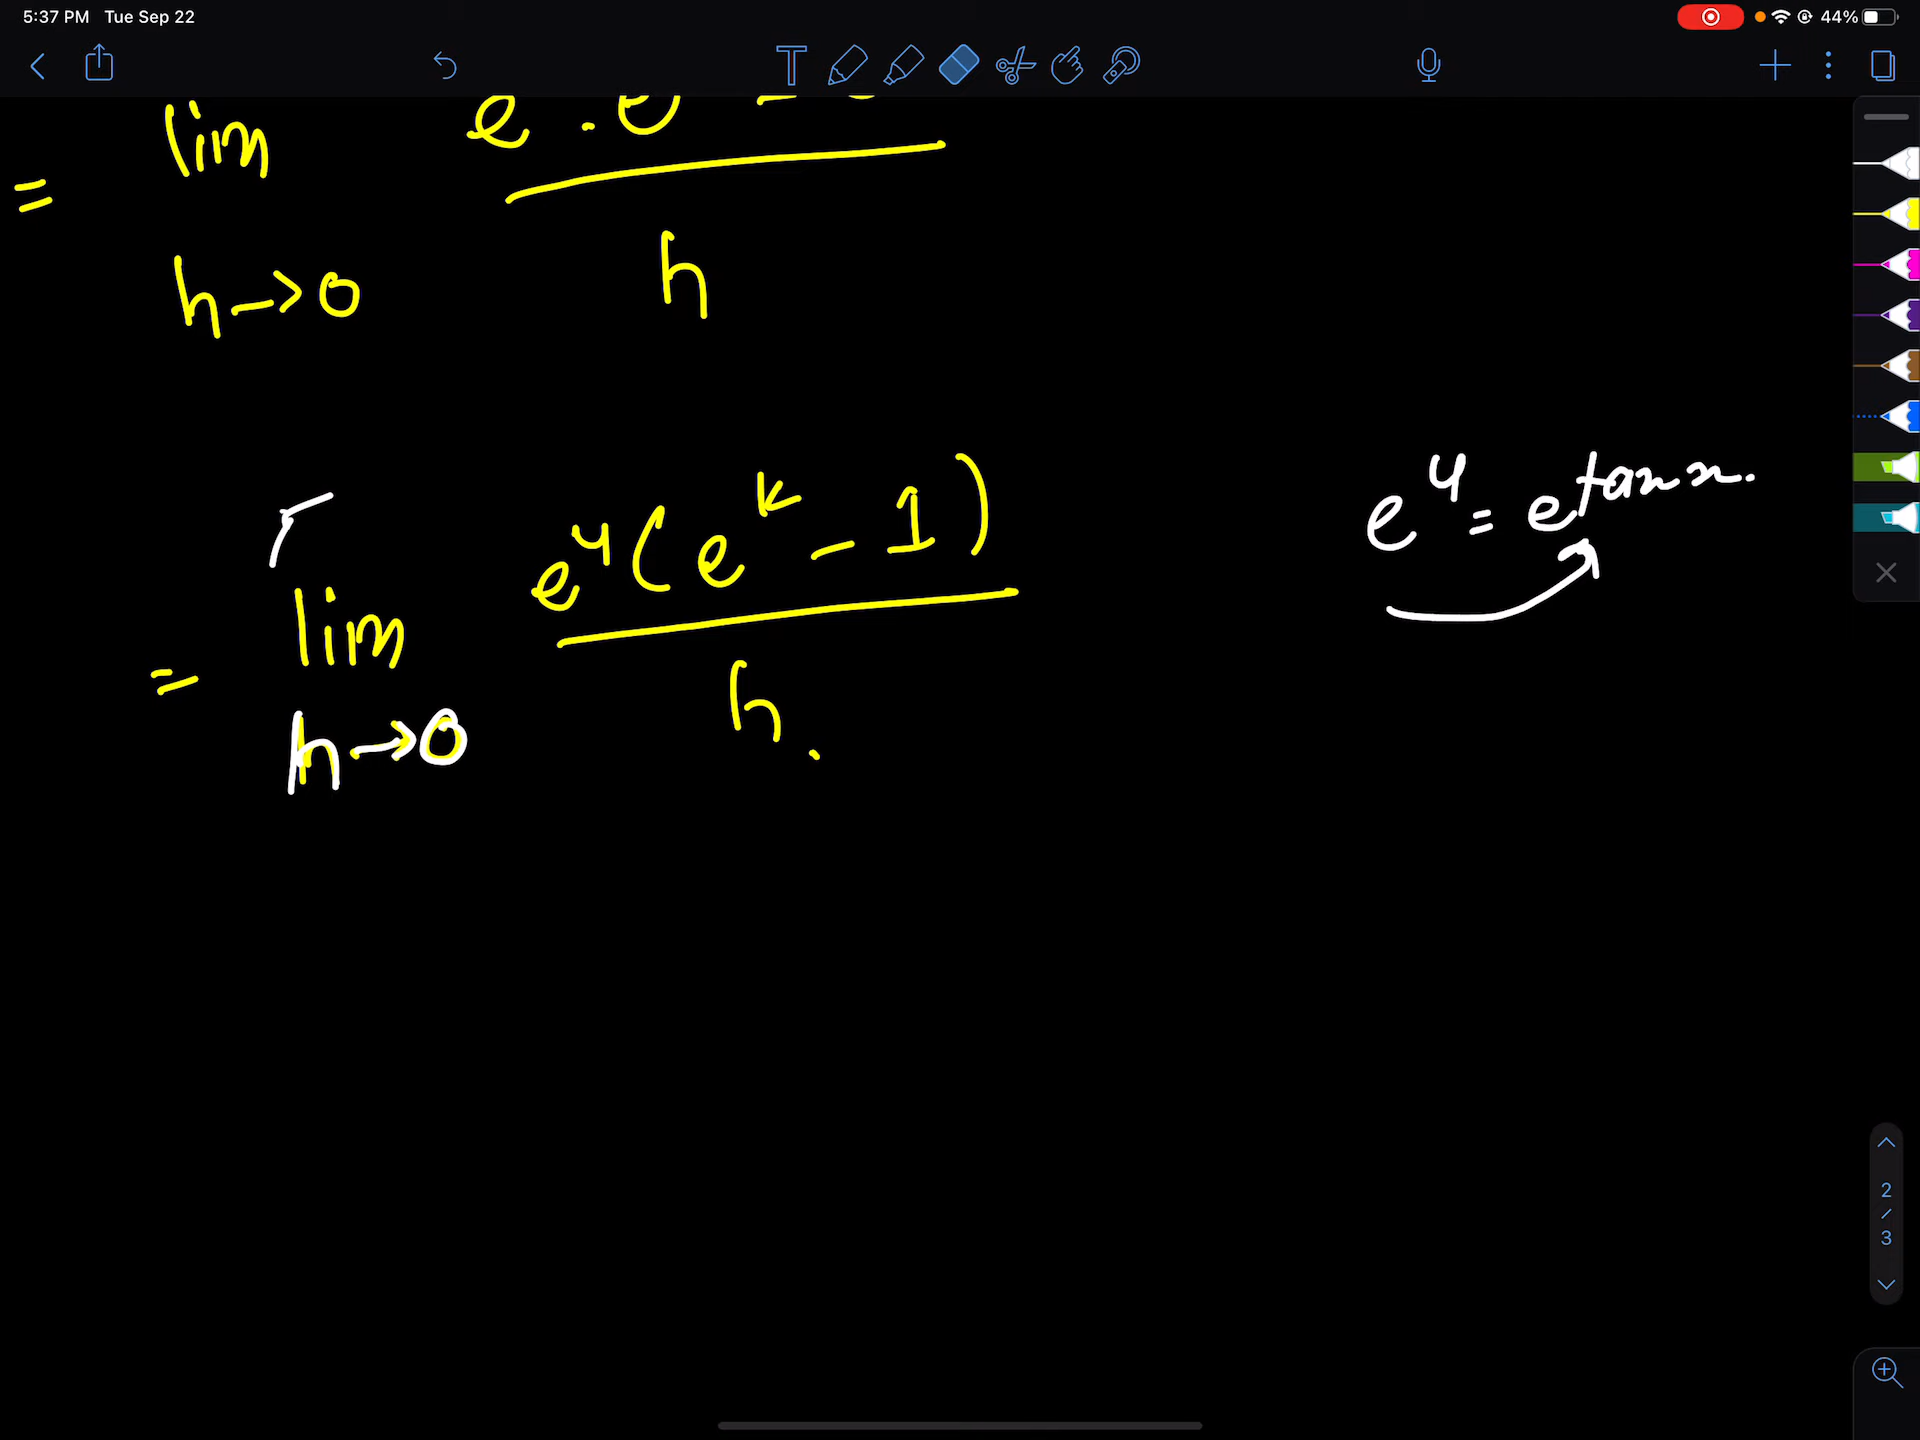 5:37 PM Tue Sep 22
44%
= lim
h→0
h
= lim e^y(e^k - 1)
h→0 h.
e^y = e^tan x.
2
/
3